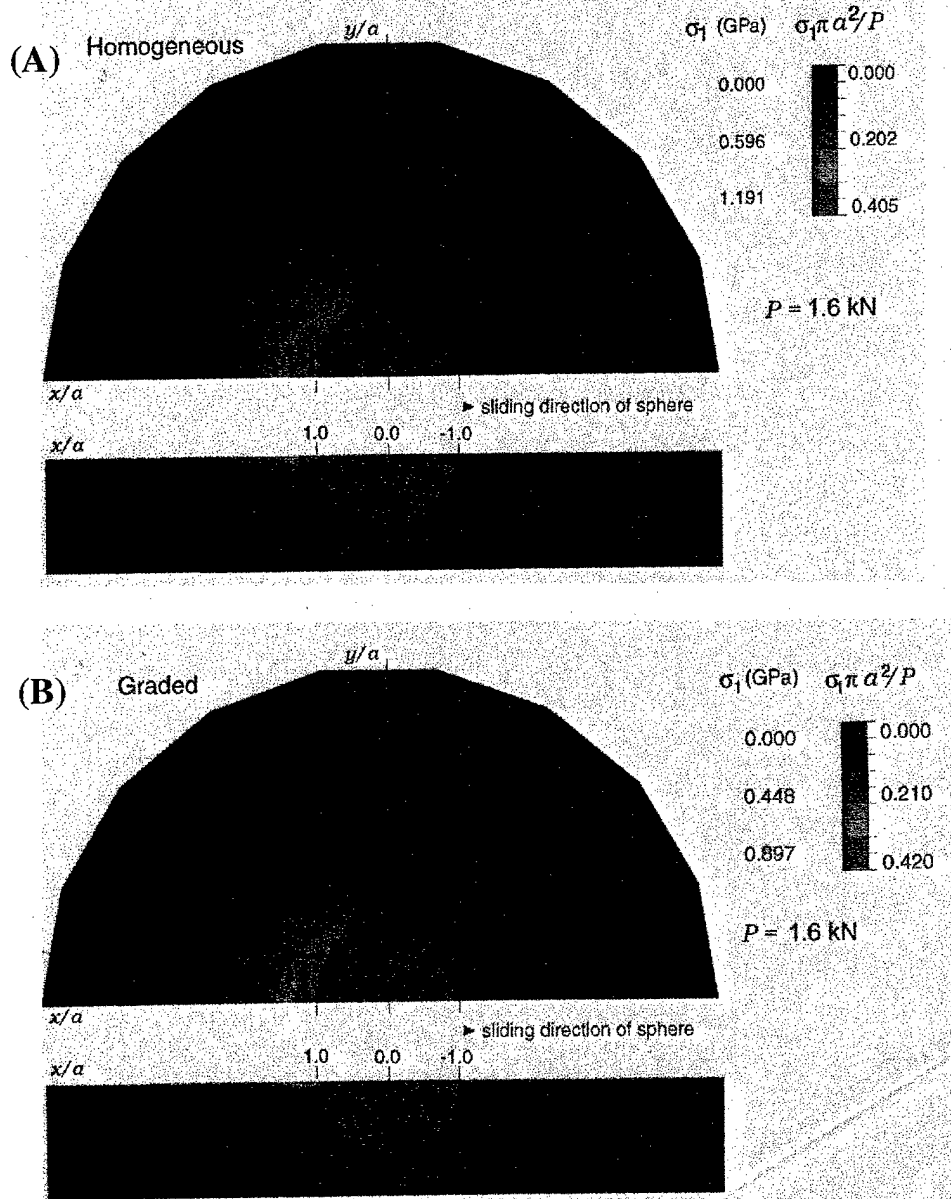 (A) Homogeneous
y/a
σ₁ (GPa) σ₁πa²/P
0.000 0.000
0.596 0.202
1.191 0.405
P = 1.6 kN
x/a
► sliding direction of sphere
1.0 0.0 -1.0
x/a
(B) Graded
y/a
σ₁ (GPa) σ₁πa²/P
0.000 0.000
0.448 0.210
0.897 0.420
P = 1.6 kN
x/a
► sliding direction of sphere
1.0 0.0 -1.0
x/a